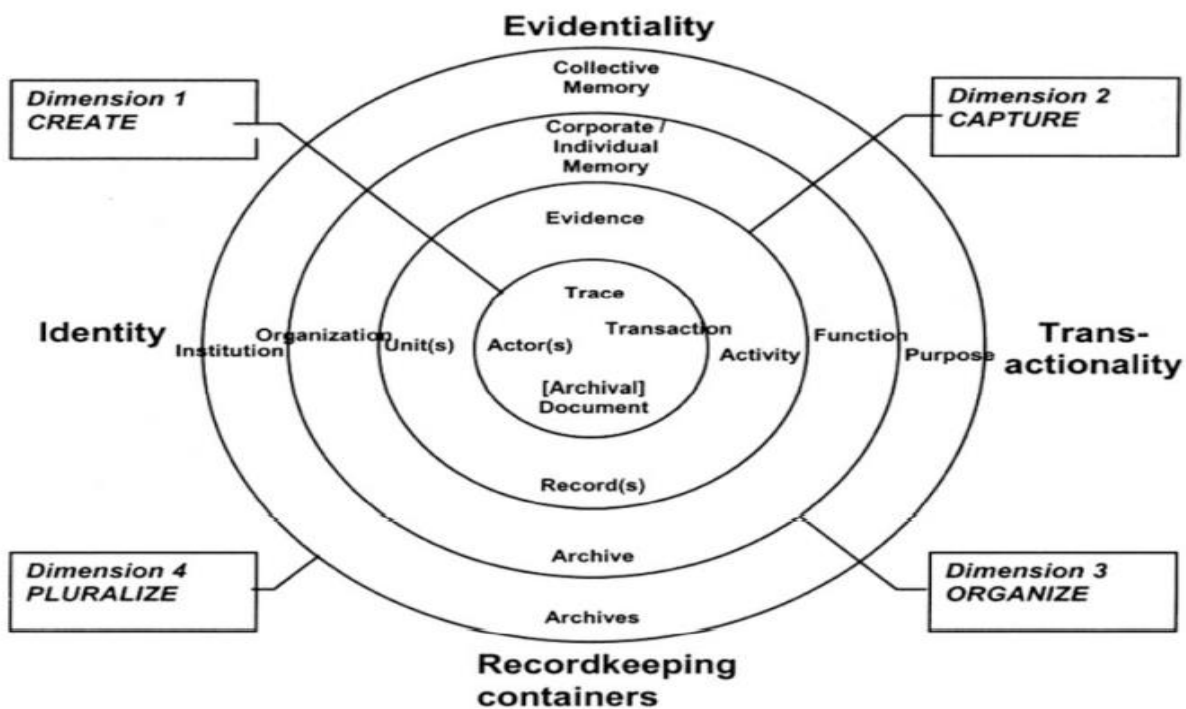 Evidentiality
Collective
Memory
Dimension 1
CREATE
Dimension 2
CAPTURE
Corporate /
Individual
Memory
Evidence
Trace
Identity
Institution
Organization
Unit(s)
Actor(s)
Transaction
Activity
Function
Purpose
Trans-
actionality
[Archival]
Document
Record(s)
Archive
Archives
Dimension 4
PLURALIZE
Dimension 3
ORGANIZE
Recordkeeping
containers